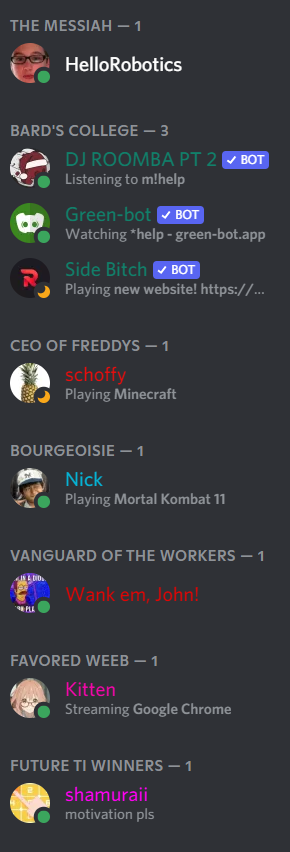 THE MESSIAH — 1
HelloRobotics
BARD'S COLLEGE — 3
DJ ROOMBA PT 2 ✓ BOT
Listening to m!help
Green-bot ✓ BOT
Watching *help - green-bot.app
Side Bitch ✓ BOT
Playing new website! https://...
CEO OF FREDDYS — 1
schoffy
Playing Minecraft
BOURGEOISIE — 1
Nick
Playing Mortal Kombat 11
VANGUARD OF THE WORKERS — 1
Wank em, John!
FAVORED WEEB — 1
Kitten
Streaming Google Chrome
FUTURE TI WINNERS — 1
shamuraii
motivation pls